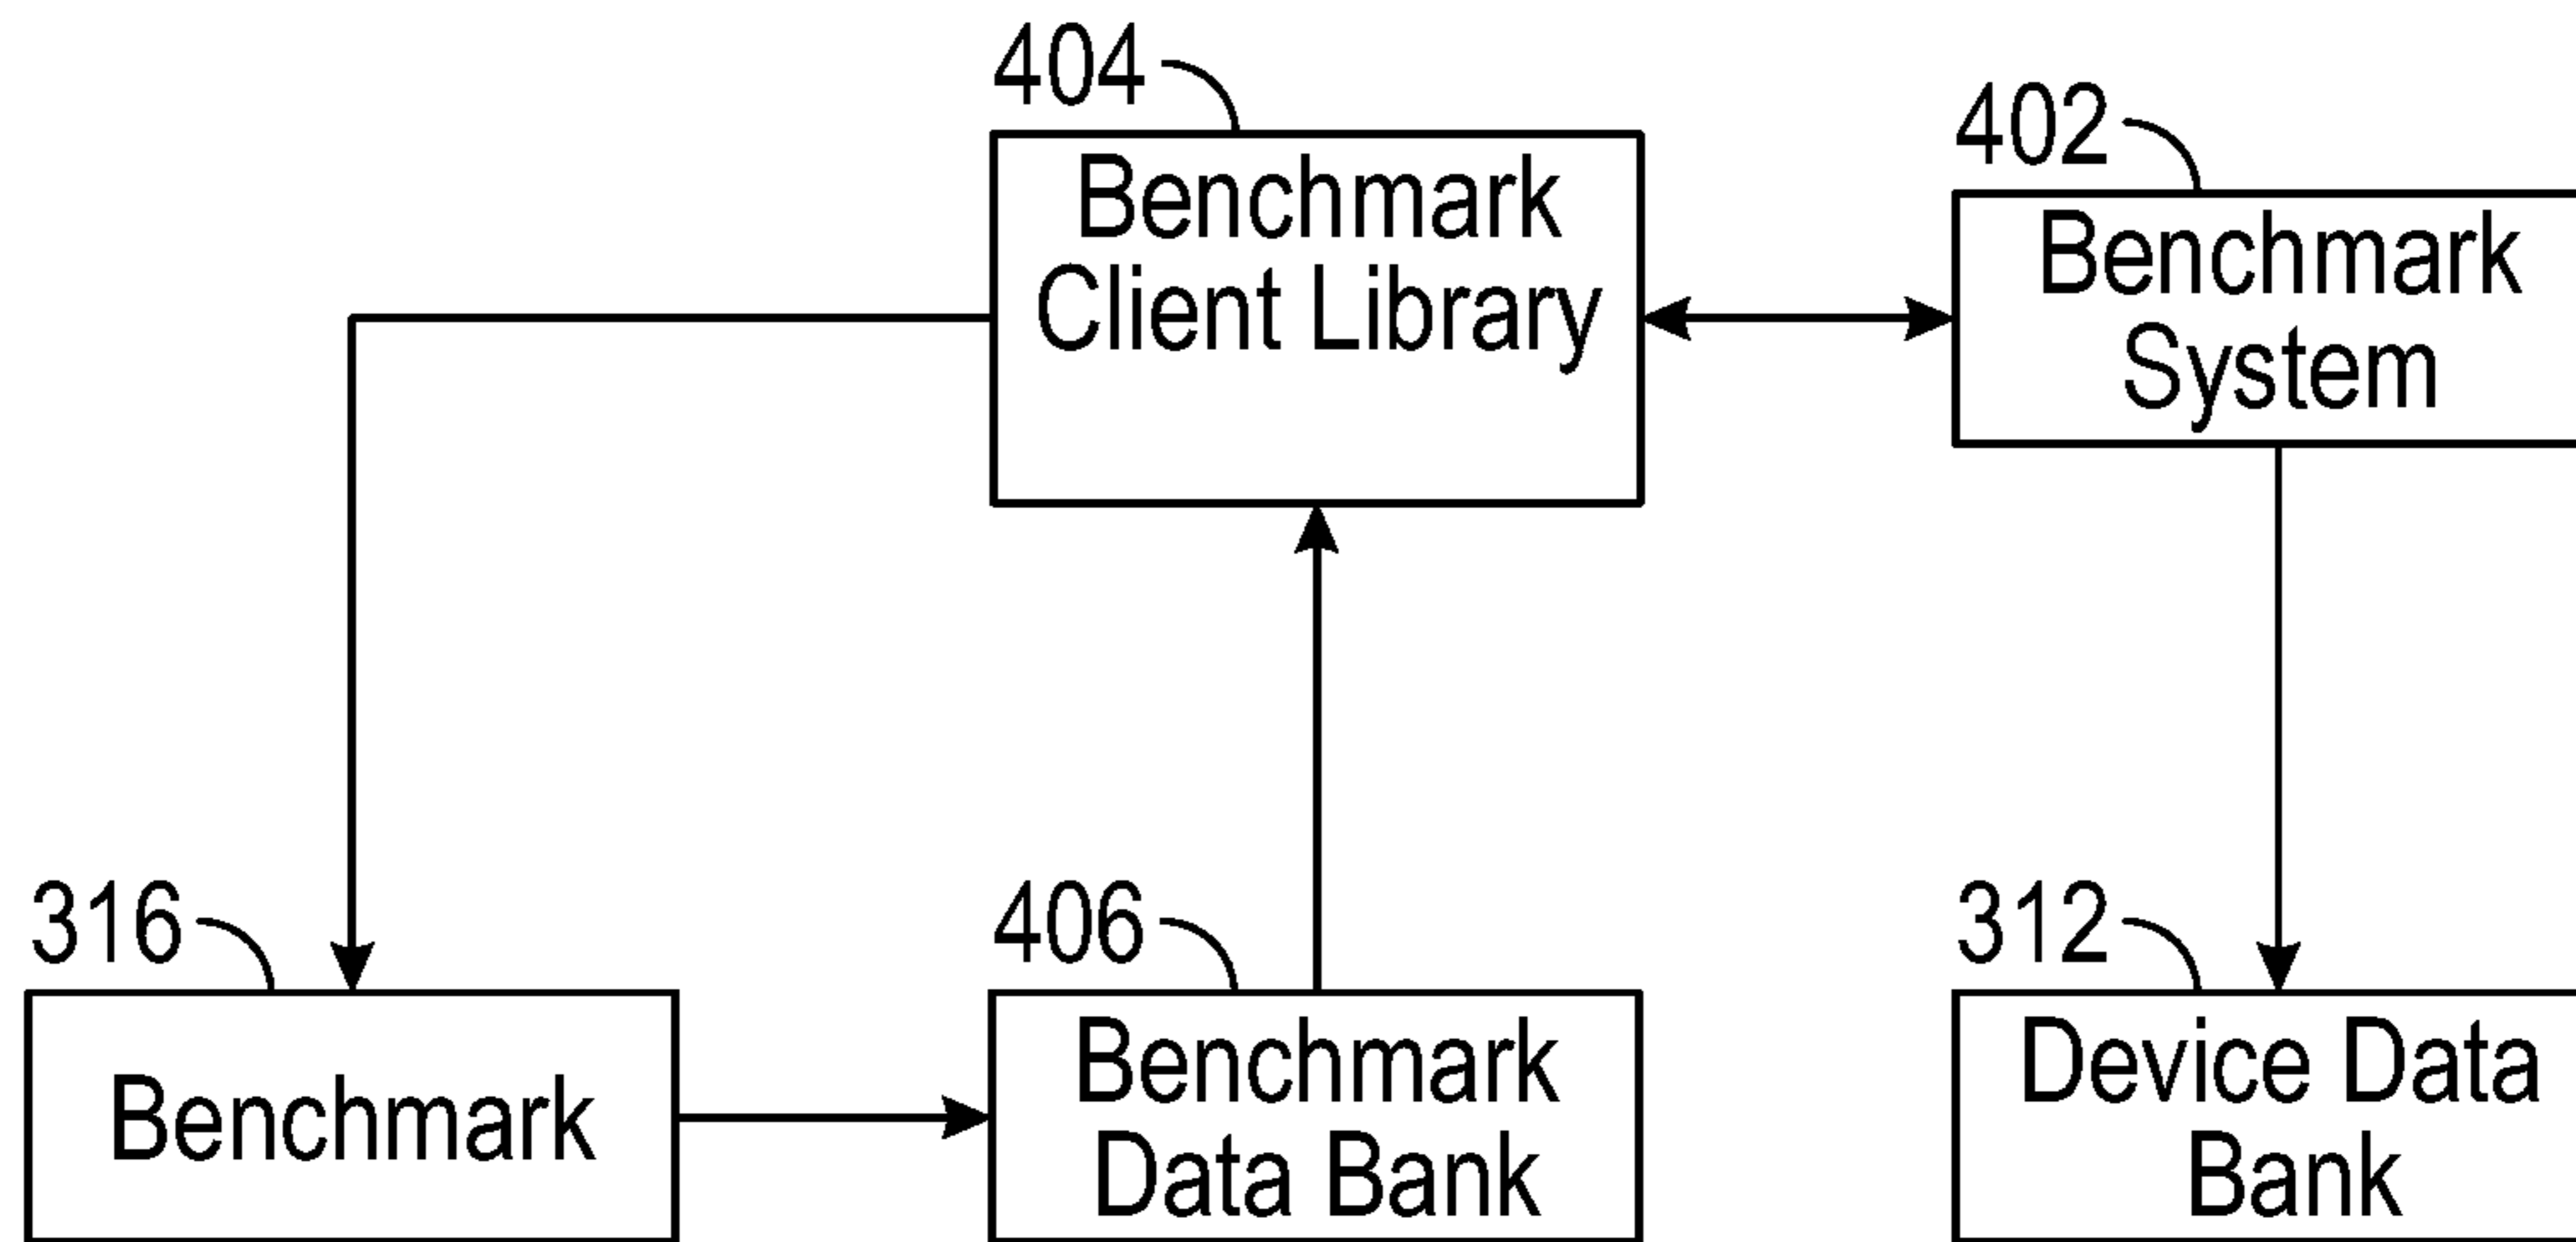 404
Benchmark
Client Library
402
Benchmark
System
316
Benchmark
406
Benchmark
Data Bank
312
Device Data
Bank